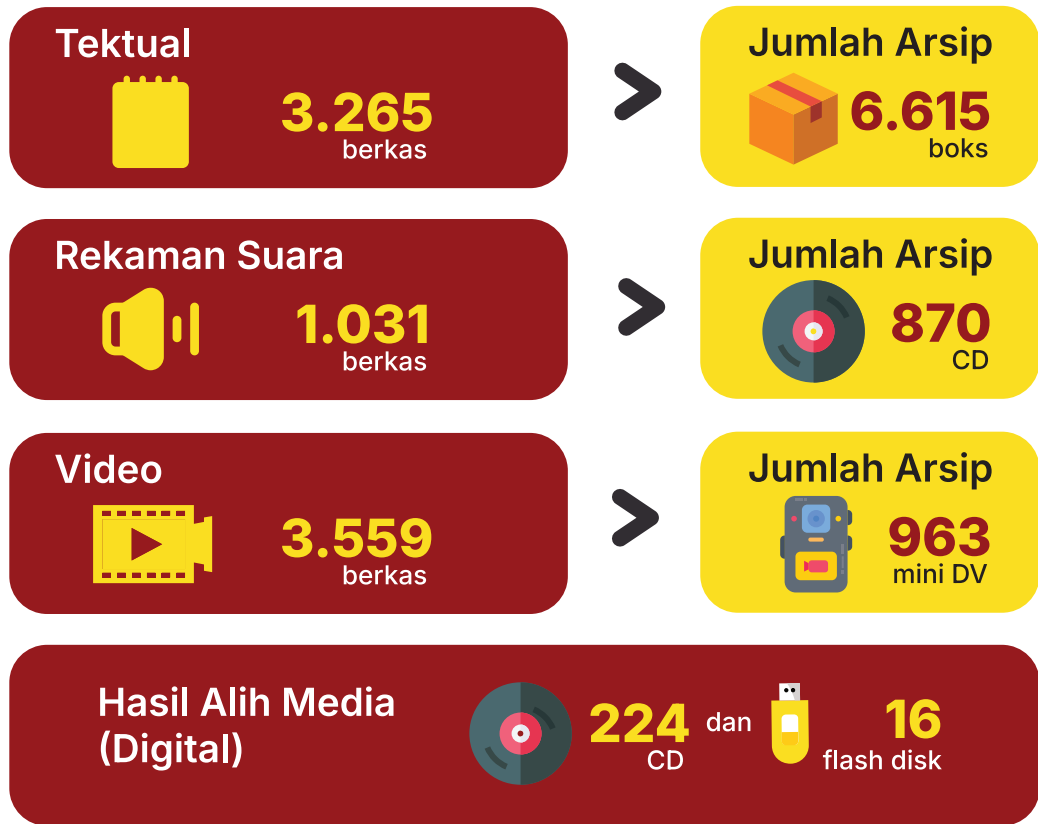 Tektual
3.265
berkas
Jumlah Arsip
6.615
boks
Rekaman Suara
1.031
berkas
Jumlah Arsip
870
CD
Video
3.559
berkas
Jumlah Arsip
963
mini DV
Hasil Alih Media
(Digital)
224
CD
dan
16
flash disk